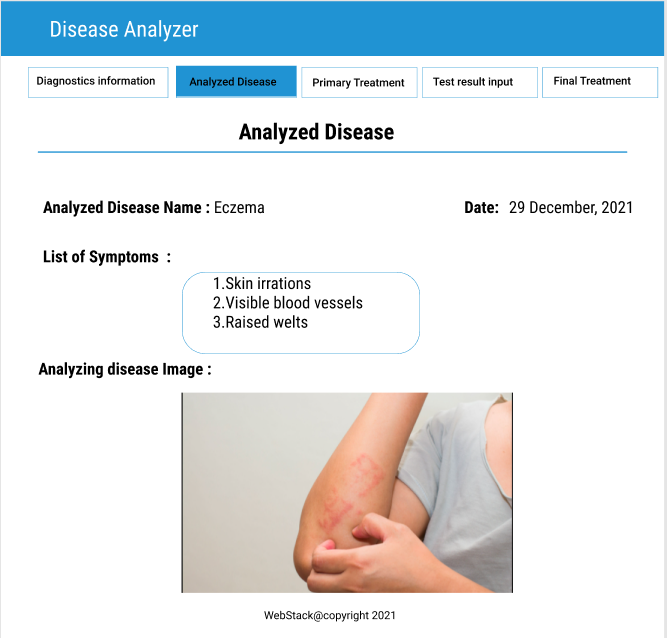 Disease Analyzer
Diagnostics information
Analyzed Disease
Primary Treatment
Test result input
Final Treatment
Analyzed Disease
Analyzed Disease Name : Eczema
Date: 29 December, 2021
List of Symptoms :
1.Skin irrations
2.Visible blood vessels
3.Raised welts
Analyzing disease Image :
WebStack@copyright 2021